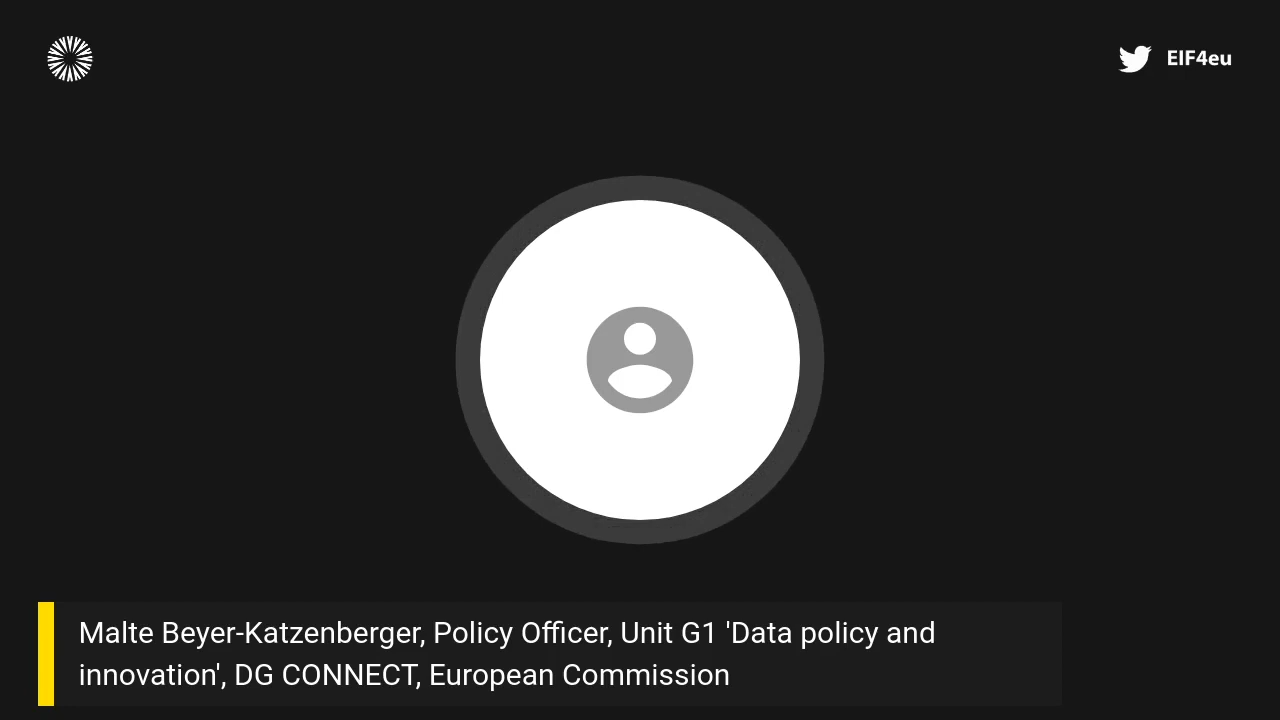 EIF4eu
Malte Beyer-Katzenberger, Policy Officer, Unit G1 'Data policy and
innovation', DG CONNECT, European Commission